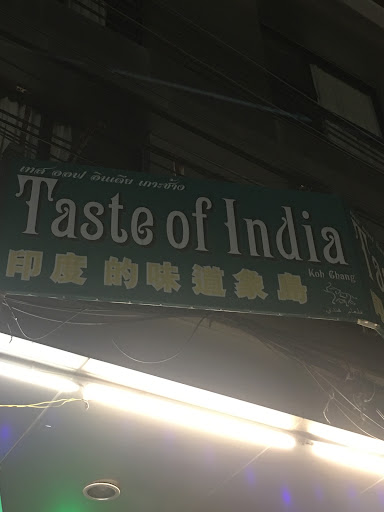 เทส ออฟ อินเดีย เกาะช้าง
Taste of India
Koh Chang
印度的味道象島